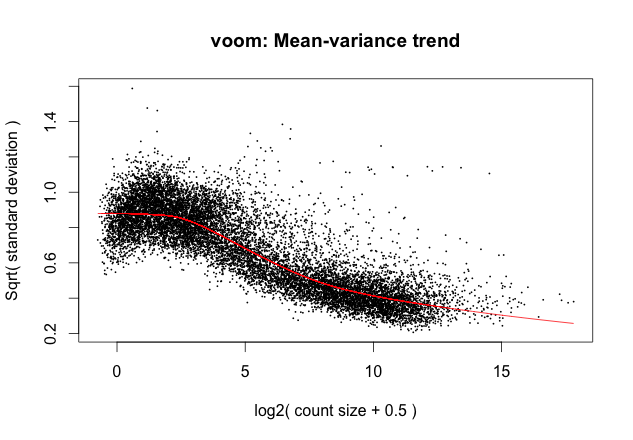 voom: Mean-variance trend
Sqrt( standard deviation )
1.4
1.0
0.6
0.2
0
5
10
15
log2( count size + 0.5 )